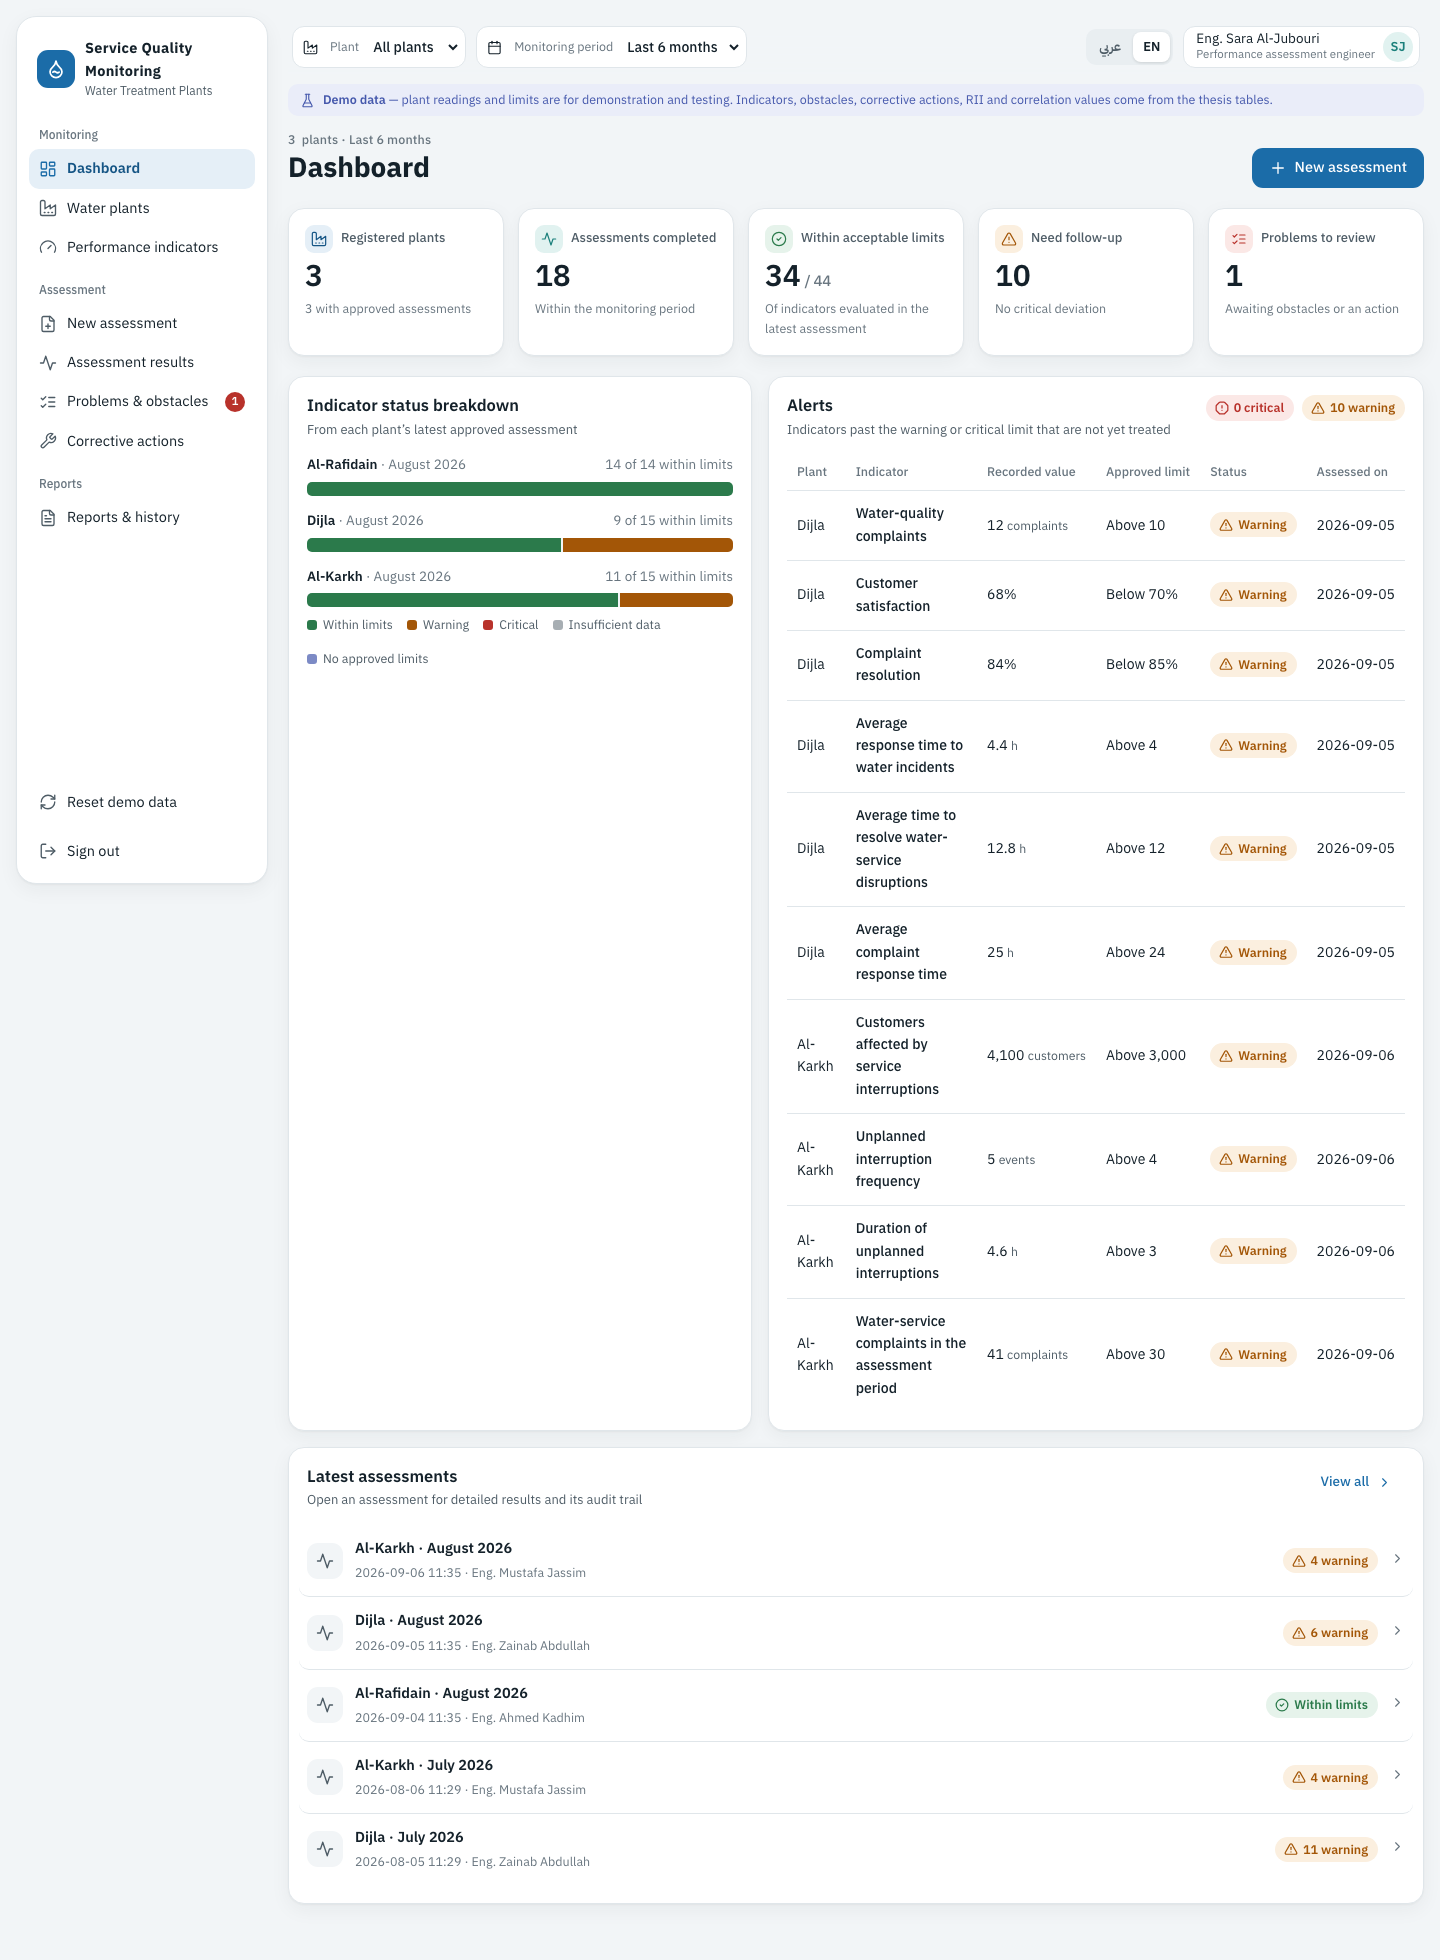 Service Quality
Monitoring
Water Treatment Plants
Monitoring
Dashboard
Water plants
Performance indicators
Assessment
New assessment
Assessment results
Problems & obstacles 1
Corrective actions
Reports
Reports & history
Reset demo data
Sign out
Plant All plants
Monitoring period Last 6 months
عربي EN
Eng. Sara Al-Jubouri
Performance assessment engineer
SJ
Demo data — plant readings and limits are for demonstration and testing. Indicators, obstacles, corrective actions, RII and correlation values come from the thesis tables.
3 plants · Last 6 months
Dashboard
New assessment
Registered plants
3
3 with approved assessments
Assessments completed
18
Within the monitoring period
Within acceptable limits
34 / 44
Of indicators evaluated in the
latest assessment
Need follow-up
10
No critical deviation
Problems to review
1
Awaiting obstacles or an action
Indicator status breakdown
From each plant’s latest approved assessment
Al-Rafidain · August 2026 14 of 14 within limits
Dijla · August 2026 9 of 15 within limits
Al-Karkh · August 2026 11 of 15 within limits
Within limits Warning Critical Insufficient data
No approved limits
Alerts
0 critical 10 warning
Indicators past the warning or critical limit that are not yet treated
Plant Indicator Recorded value Approved limit Status Assessed on
Dijla Water-quality
complaints 12 complaints Above 10 Warning 2026-09-05
Dijla Customer
satisfaction 68% Below 70% Warning 2026-09-05
Dijla Complaint
resolution 84% Below 85% Warning 2026-09-05
Dijla Average
response time to
water incidents 4.4 h Above 4 Warning 2026-09-05
Dijla Average time to
resolve water-
service
disruptions 12.8 h Above 12 Warning 2026-09-05
Dijla Average
complaint
response time 25 h Above 24 Warning 2026-09-05
Al-
Karkh Customers
affected by
service
interruptions 4,100 customers Above 3,000 Warning 2026-09-06
Al-
Karkh Unplanned
interruption
frequency 5 events Above 4 Warning 2026-09-06
Al-
Karkh Duration of
unplanned
interruptions 4.6 h Above 3 Warning 2026-09-06
Al-
Karkh Water-service
complaints in the
assessment
period 41 complaints Above 30 Warning 2026-09-06
Latest assessments
View all
Open an assessment for detailed results and its audit trail
Al-Karkh · August 2026
2026-09-06 11:35 · Eng. Mustafa Jassim
4 warning
Dijla · August 2026
2026-09-05 11:35 · Eng. Zainab Abdullah
6 warning
Al-Rafidain · August 2026
2026-09-04 11:35 · Eng. Ahmed Kadhim
Within limits
Al-Karkh · July 2026
2026-08-06 11:29 · Eng. Mustafa Jassim
4 warning
Dijla · July 2026
2026-08-05 11:29 · Eng. Zainab Abdullah
11 warning